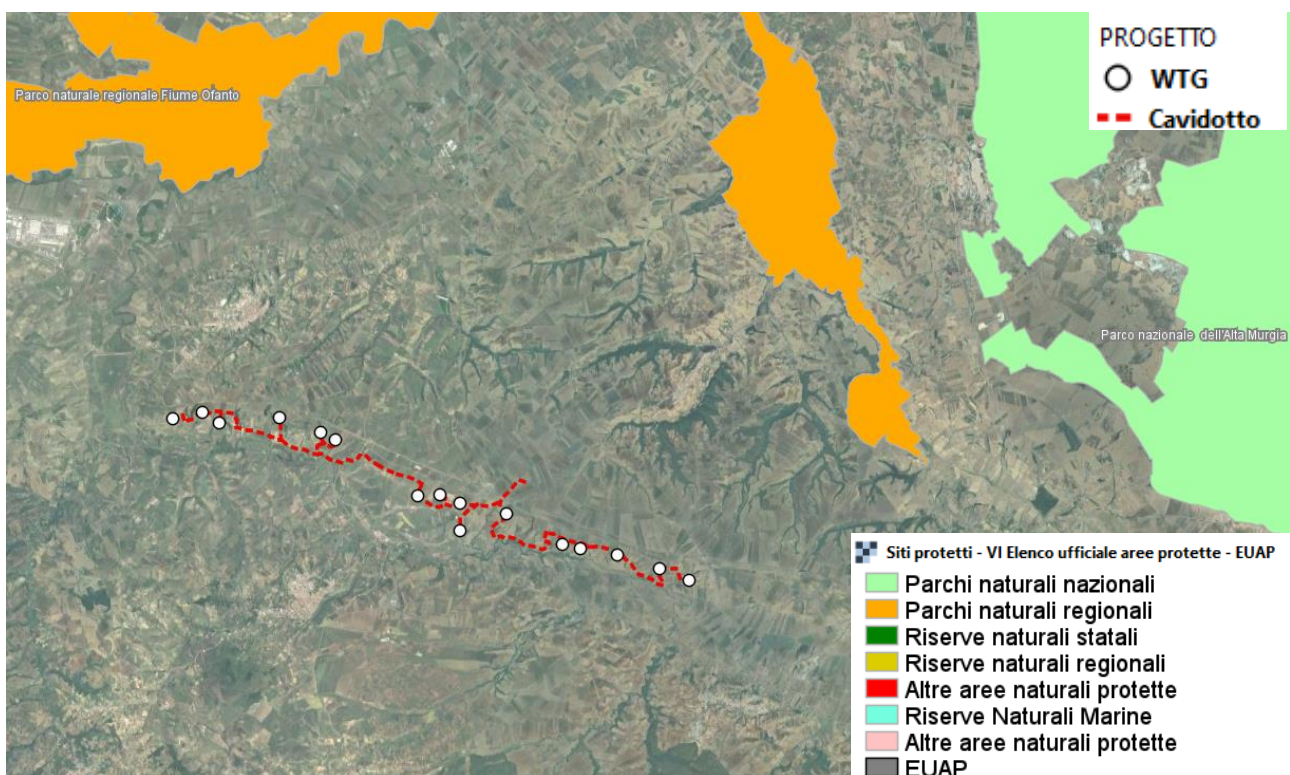 PROGETTO
WTG
Cavidotto
Parco naturale regionale Fiume Ofanto
Parco nazionale dell'Alta Murgia
Siti protetti - VI Elenco ufficiale aree protette - EUAP
Parchi naturali nazionali
Parchi naturali regionali
Riserve naturali statali
Riserve naturali regionali
Altre aree naturali protette
Riserve Naturali Marine
Altre aree naturali protette
EUAP